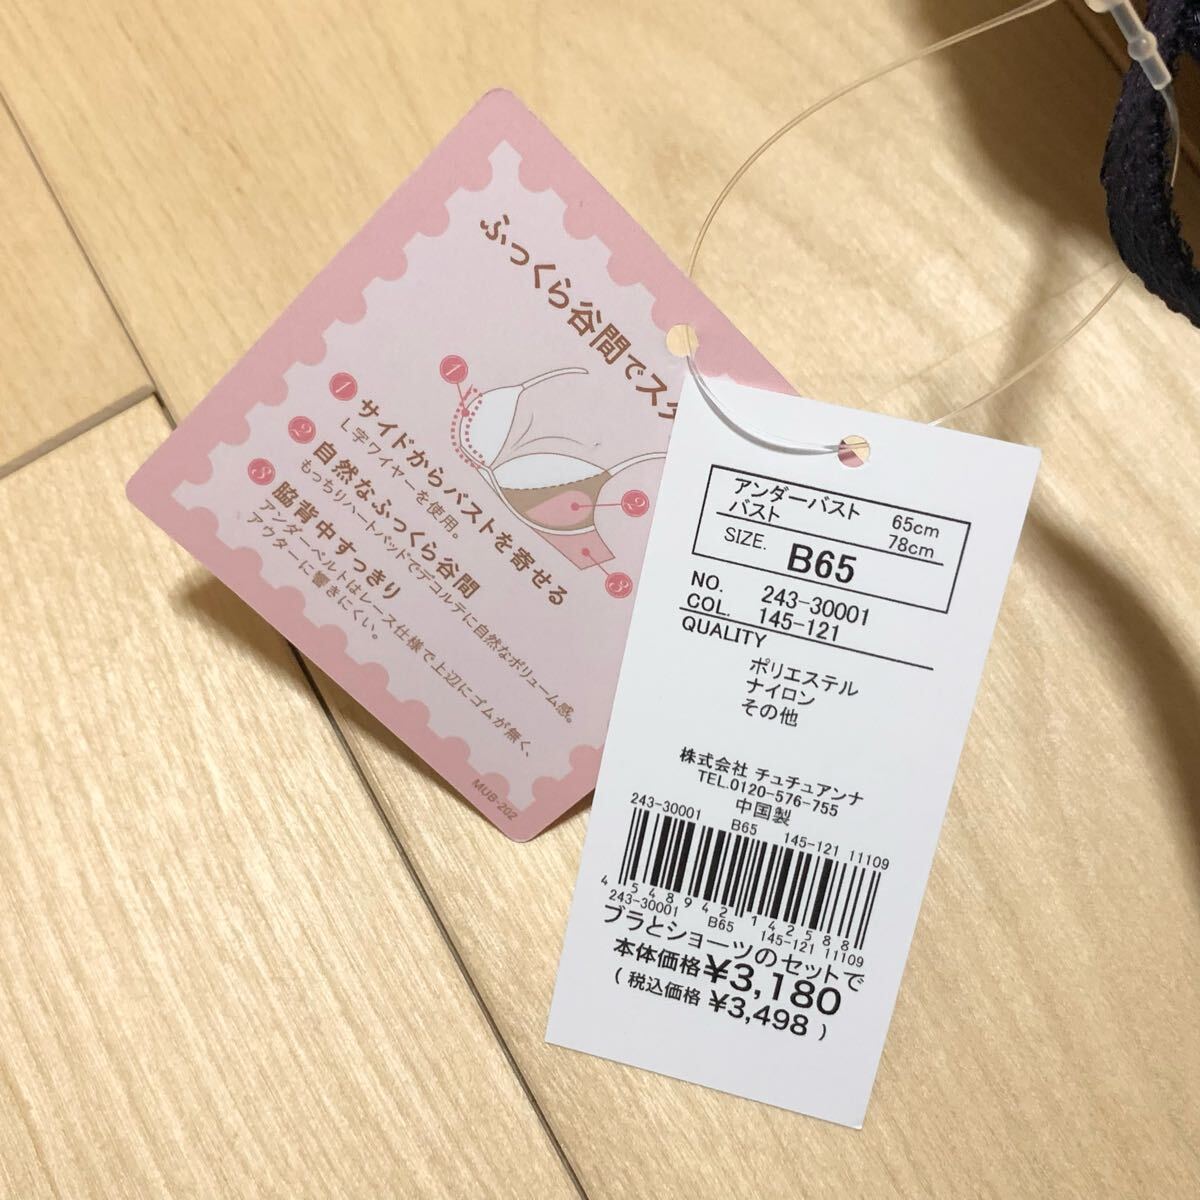 ふっくら谷間でスタ
1
2
3
1 サイドからバストを寄せる
L字ワイヤーを使用。
2 自然なふっくら谷間
もっちりハートパッドでデコルテに自然なボリューム感。
3 脇背中すっきり
アンダーベルトはレース仕様で上辺にゴムが無く、
アウターに響きにくい。
MUB-202
アンダーバスト 65cm
バスト 78cm
SIZE. B65
NO. 243-30001
COL. 145-121
QUALITY
ポリエステル
ナイロン
その他
株式会社 チュチュアンナ
TEL.0120-576-755
中国製
243-30001 B65 145-121 11109
4 548942 142588
243-30001 B65 145-121 11109
ブラとショーツのセットで
本体価格 ¥3,180
( 税込価格 ¥3,498 )